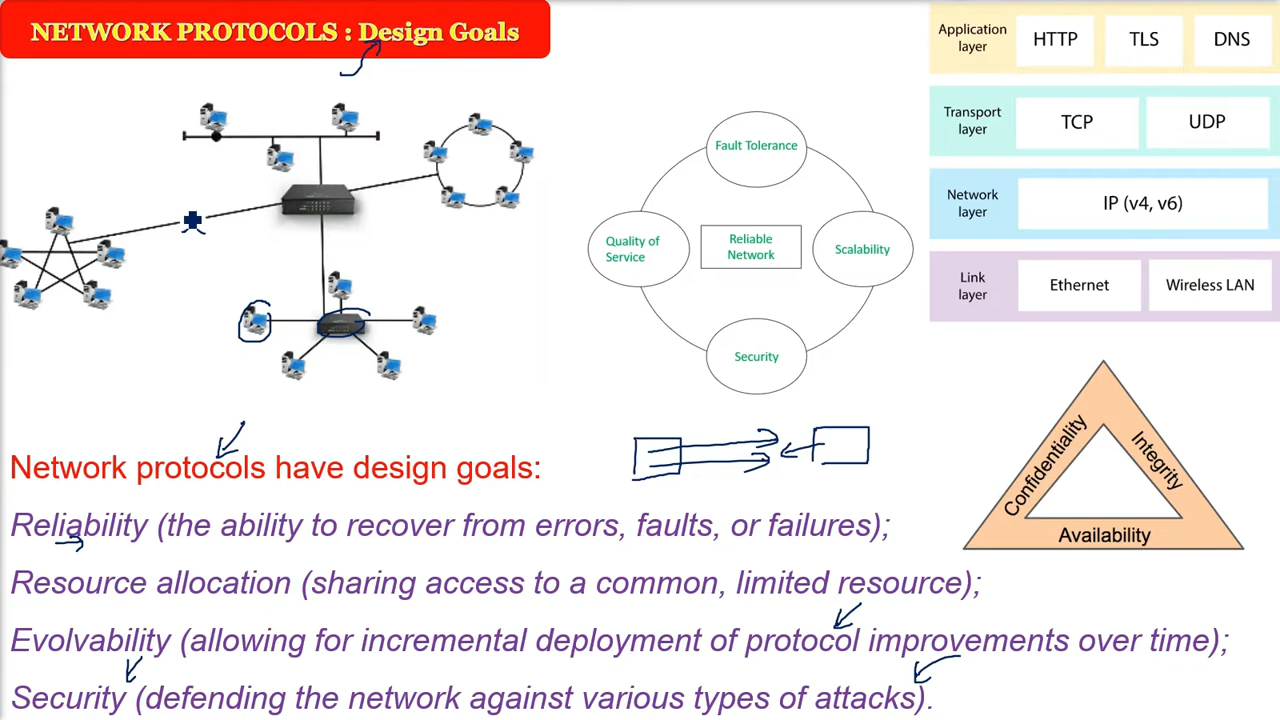 NETWORK PROTOCOLS : Design Goals
Application layer
HTTP
TLS
DNS
Transport layer
TCP
UDP
Network layer
IP (v4, v6)
Link layer
Ethernet
Wireless LAN
Fault Tolerance
Quality of Service
Reliable Network
Scalability
Security
Confidentiality
Integrity
Availability
Network protocols have design goals:
Reliability (the ability to recover from errors, faults, or failures);
Resource allocation (sharing access to a common, limited resource);
Evolvability (allowing for incremental deployment of protocol improvements over time);
Security (defending the network against various types of attacks).